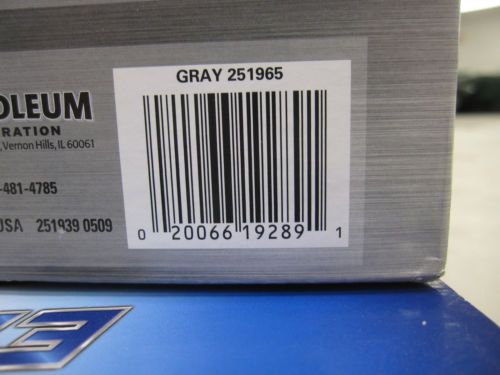 GRAY 251965
OLEUM
RATION
, Vernon Hills, IL 60061
-481-4785
USA 251939 0509
0 20066 19289 1